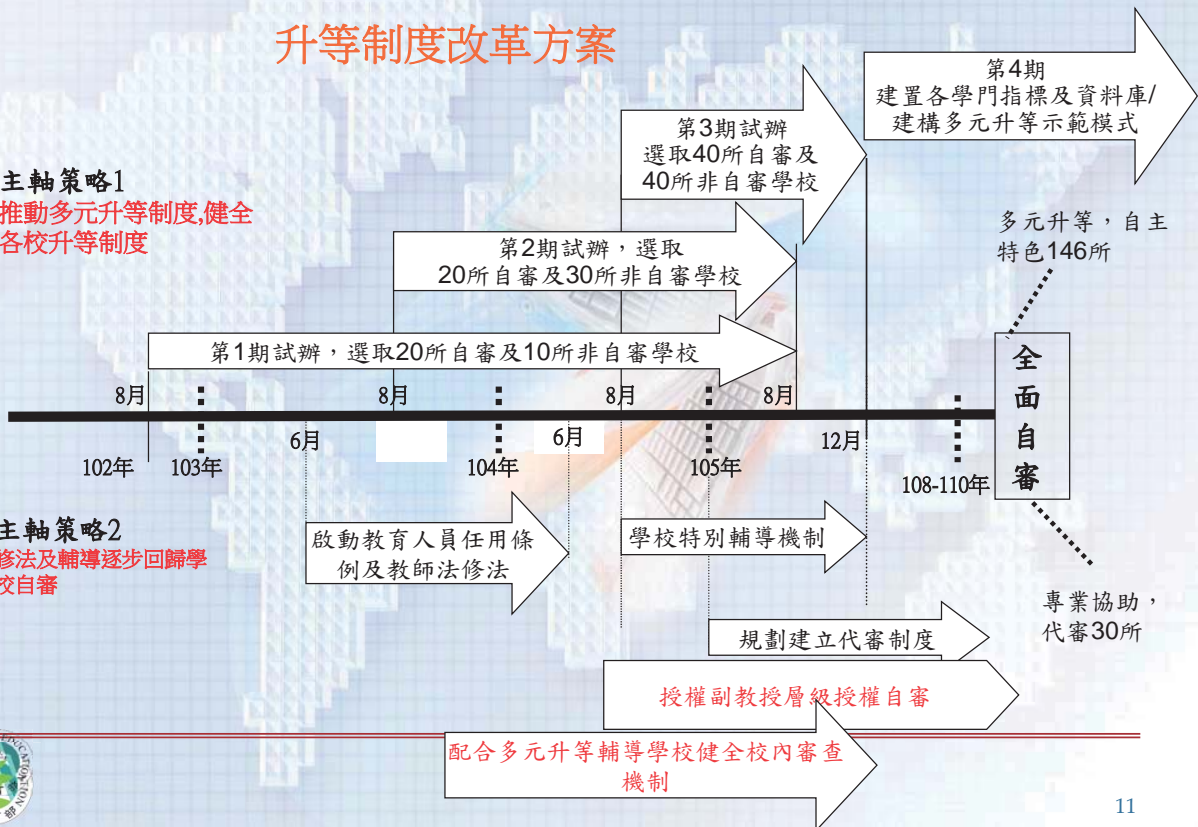 升等制度改革方案
第4期
建置各學門指標及資料庫/
建構多元升等示範模式
第3期試辦
選取40所自審及
40所非自審學校
主軸策略1
推動多元升等制度,健全
各校升等制度
多元升等，自主
特色146所
第2期試辦，選取
20所自審及30所非自審學校
第1期試辦，選取20所自審及10所非自審學校
全面自審
8月
8月
8月
8月
6月
6月
12月
102年
103年
104年
105年
108-110年
主軸策略2
修法及輔導逐步回歸學
校自審
啟動教育人員任用條
例及教師法修法
學校特別輔導機制
專業協助，
代審30所
規劃建立代審制度
授權副教授層級授權自審
配合多元升等輔導學校健全校內審查
機制
11